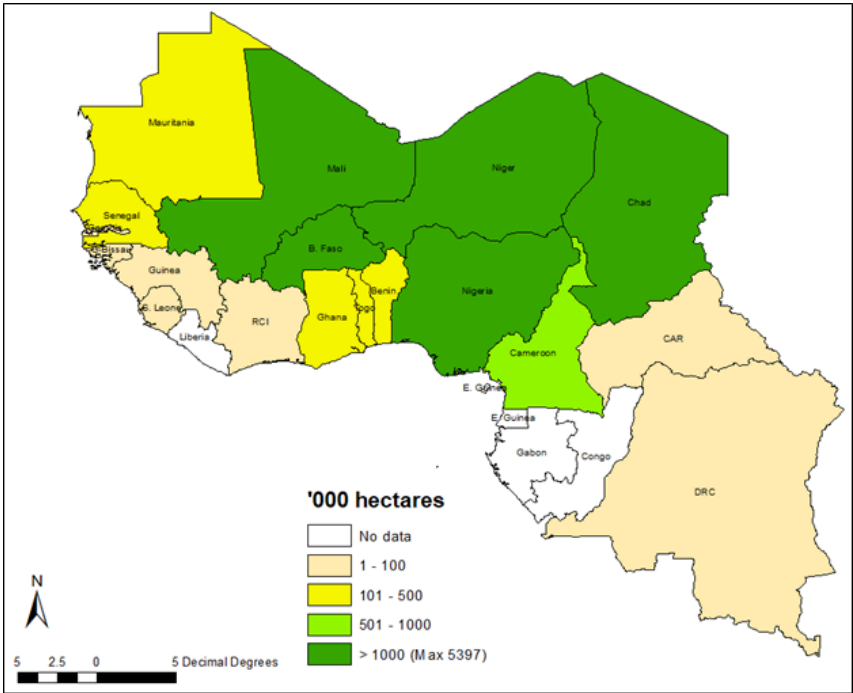 Mauritania
Mali
Niger
Chad
Senegal
B. Faso
Bissau
Guinea
Nigeria
Benin
S. Leone
Togo
Ghana
RCI
Liberia
CAR
Cameroon
E. Guinea
E. Guinea
Gabon
Congo
DRC
'000 hectares
No data
1 - 100
101 - 500
501 - 1000
> 1000 (Max 5397)
N
5 2.5 0 5 Decimal Degrees